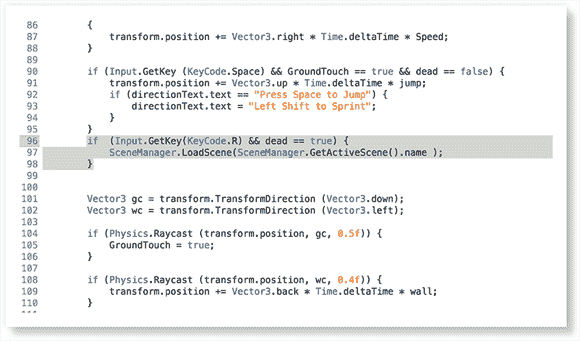 86 {
87 transform.position += Vector3.right * Time.deltaTime * Speed;
88 }
89
90 if (Input.GetKey (KeyCode.Space) && GroundTouch == true && dead == false) {
91 transform.position += Vector3.up * Time.deltaTime * jump;
92 if (directionText.text == "Press Space to Jump") {
93 directionText.text = "Left Shift to Sprint";
94 }
95 }
96 if (Input.GetKey(KeyCode.R) && dead == true) {
97 SceneManager.LoadScene(SceneManager.GetActiveScene().name );
98 }
99
100
101 Vector3 gc = transform.TransformDirection (Vector3.down);
102 Vector3 wc = transform.TransformDirection (Vector3.left);
103
104 if (Physics.Raycast (transform.position, gc, 0.5f)) {
105 GroundTouch = true;
106 }
107
108 if (Physics.Raycast (transform.position, wc, 0.4f)) {
109 transform.position += Vector3.back * Time.deltaTime * wall;
110 }